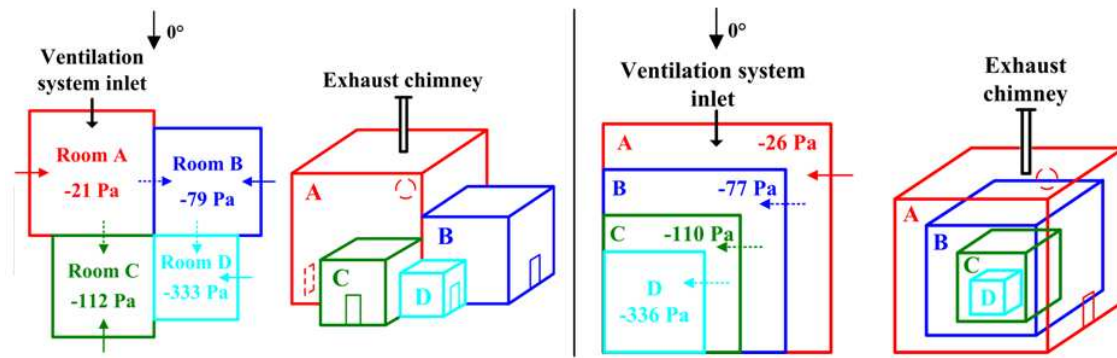 0°
Ventilation
system inlet
Room A
-21 Pa
Room B
-79 Pa
Room C
-112 Pa
Room D
-333 Pa
Exhaust chimney
A
B
C
D
0°
Ventilation system
inlet
A
-26 Pa
B
-77 Pa
C
-110 Pa
D
-336 Pa
Exhaust
chimney
A
B
C
D